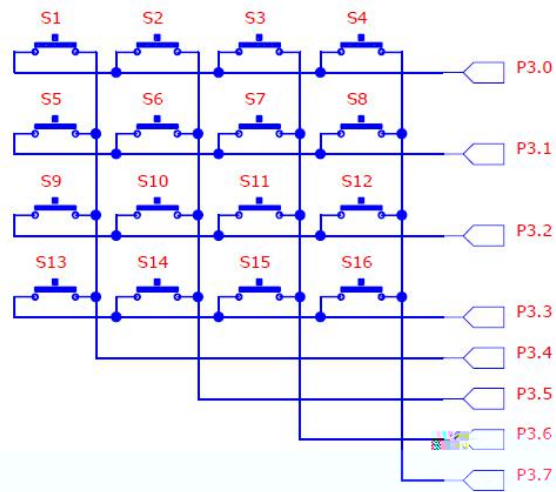 S1 S2 S3 S4
P3.0
S5 S6 S7 S8
P3.1
S9 S10 S11 S12
P3.2
S13 S14 S15 S16
P3.3
P3.4
P3.5
P3.6
P3.7